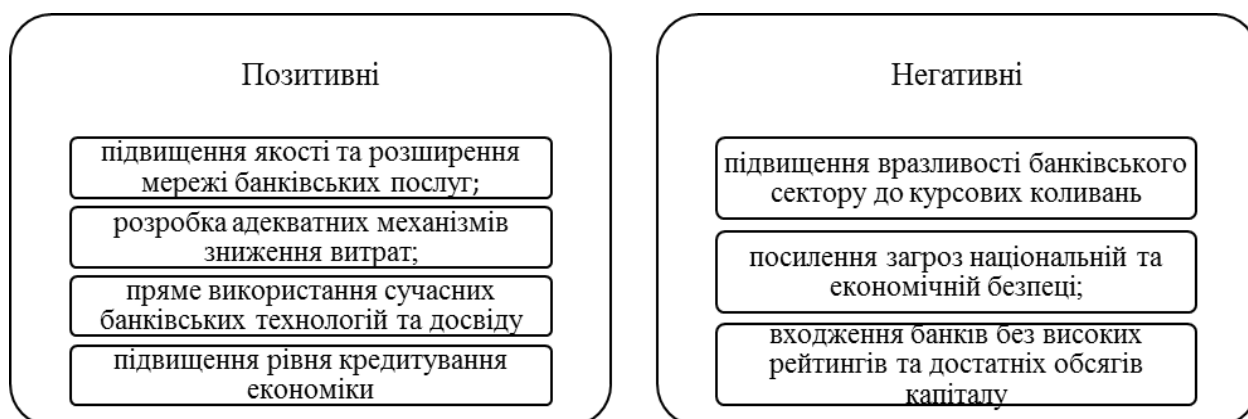 Позитивні
підвищення якості та розширення
мережі банківських послуг;
розробка адекватних механізмів
зниження витрат;
пряме використання сучасних
банківських технологій та досвіду
підвищення рівня кредитування
економіки
Негативні
підвищення вразливості банківського
сектору до курсових коливань
посилення загроз національній та
економічній безпеці;
входження банків без високих
рейтингів та достатніх обсягів
капіталу